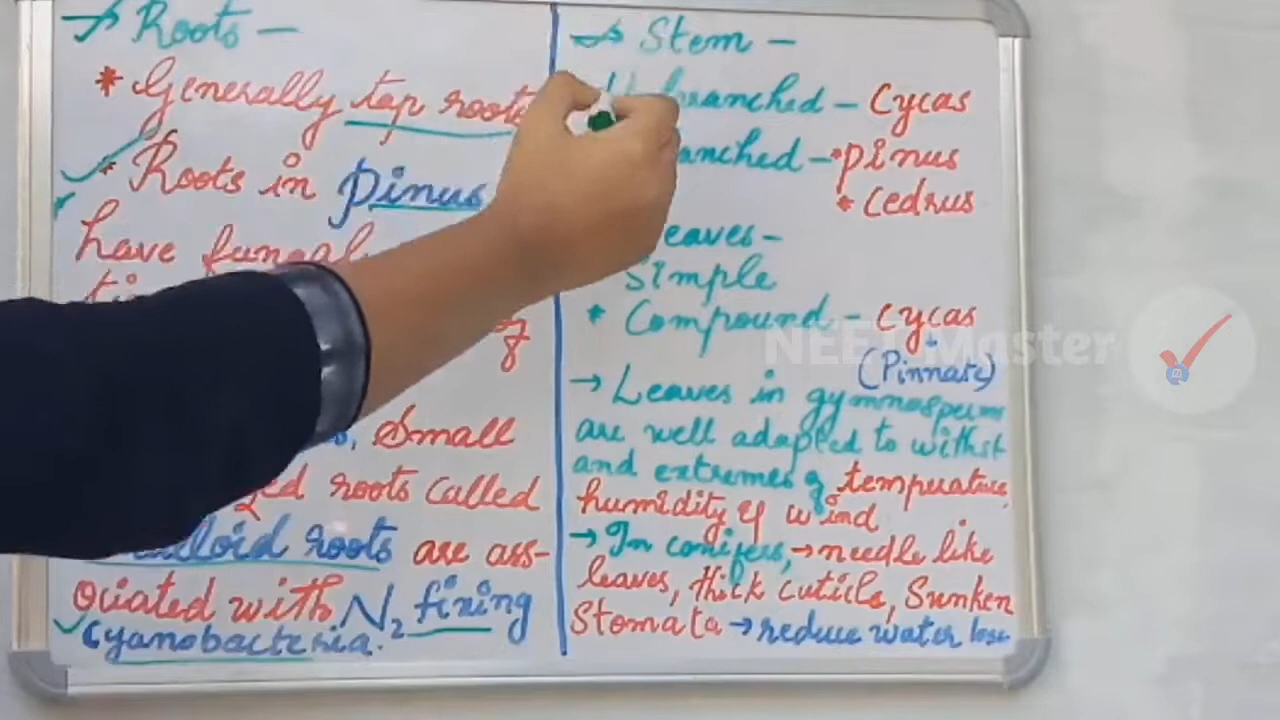 Roots -
* Generally tap roots
* Roots in Pinus
have fungal
of
, Small
roots called
roots are ass-
ociated with N2 fixing
Cyanobacteria.
Stem -
branched - Cycas
anched - * pinus
* Cedrus
eaves -
Simple
* Compound - Cycas
(Pinnate)
→ Leaves in gymnosperms
are well adapted to withst
and extremes of temperature,
humidity & wind
→ In conifers, → needle like
leaves, thick cuticle, Sunken
Stomata → reduce water loss
NEET Master